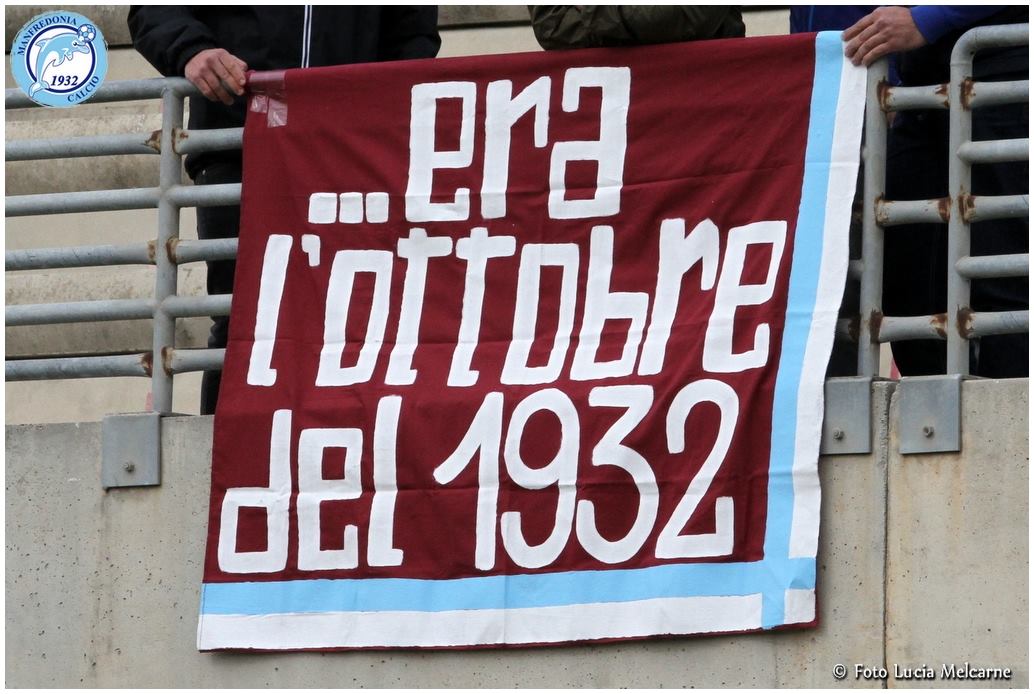 MANFREDONIA
1932
CALCIO
...era
l'ottobre
del 1932
© Foto Lucia Melcarne